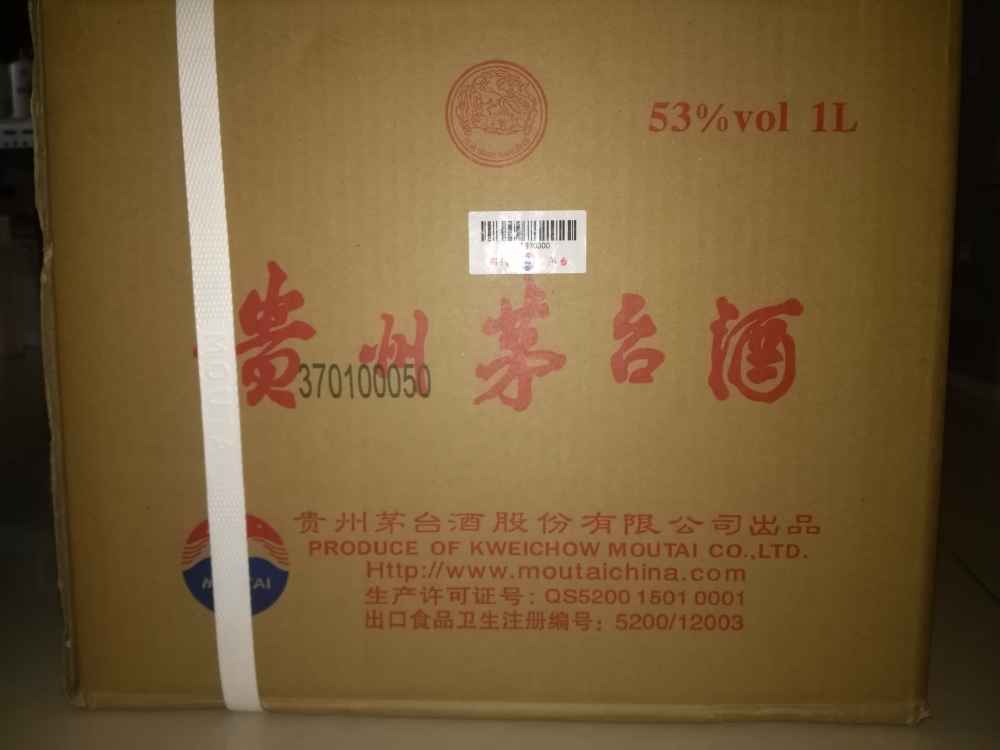 53%vol 1L
贵州茅台酒
370100050
贵州茅台酒股份有限公司出品
PRODUCE OF KWEICHOW MOUTAI CO.,LTD.
Http://www.moutaichina.com
MOUTAI
生产许可证号: QS5200 1501 0001
出口食品卫生注册编号: 5200/12003